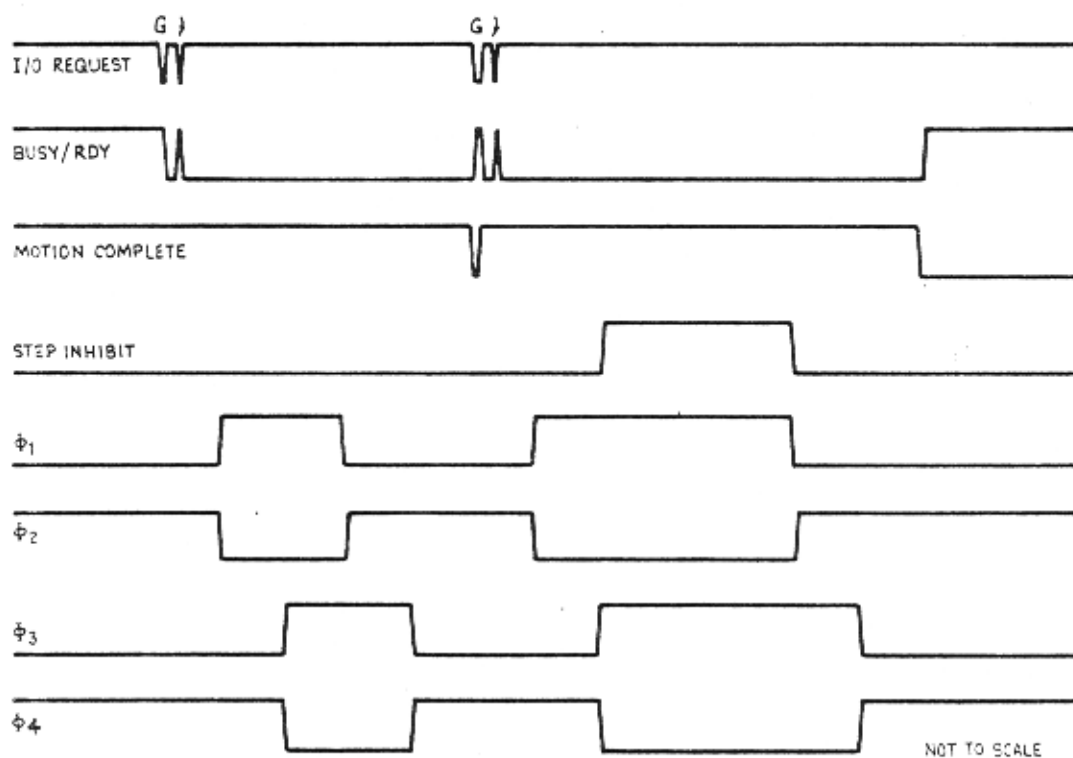 G }
G }
I/O REQUEST
BUSY/RDY
MOTION COMPLETE
STEP INHIBIT
Φ1
Φ2
Φ3
Φ4
NOT TO SCALE